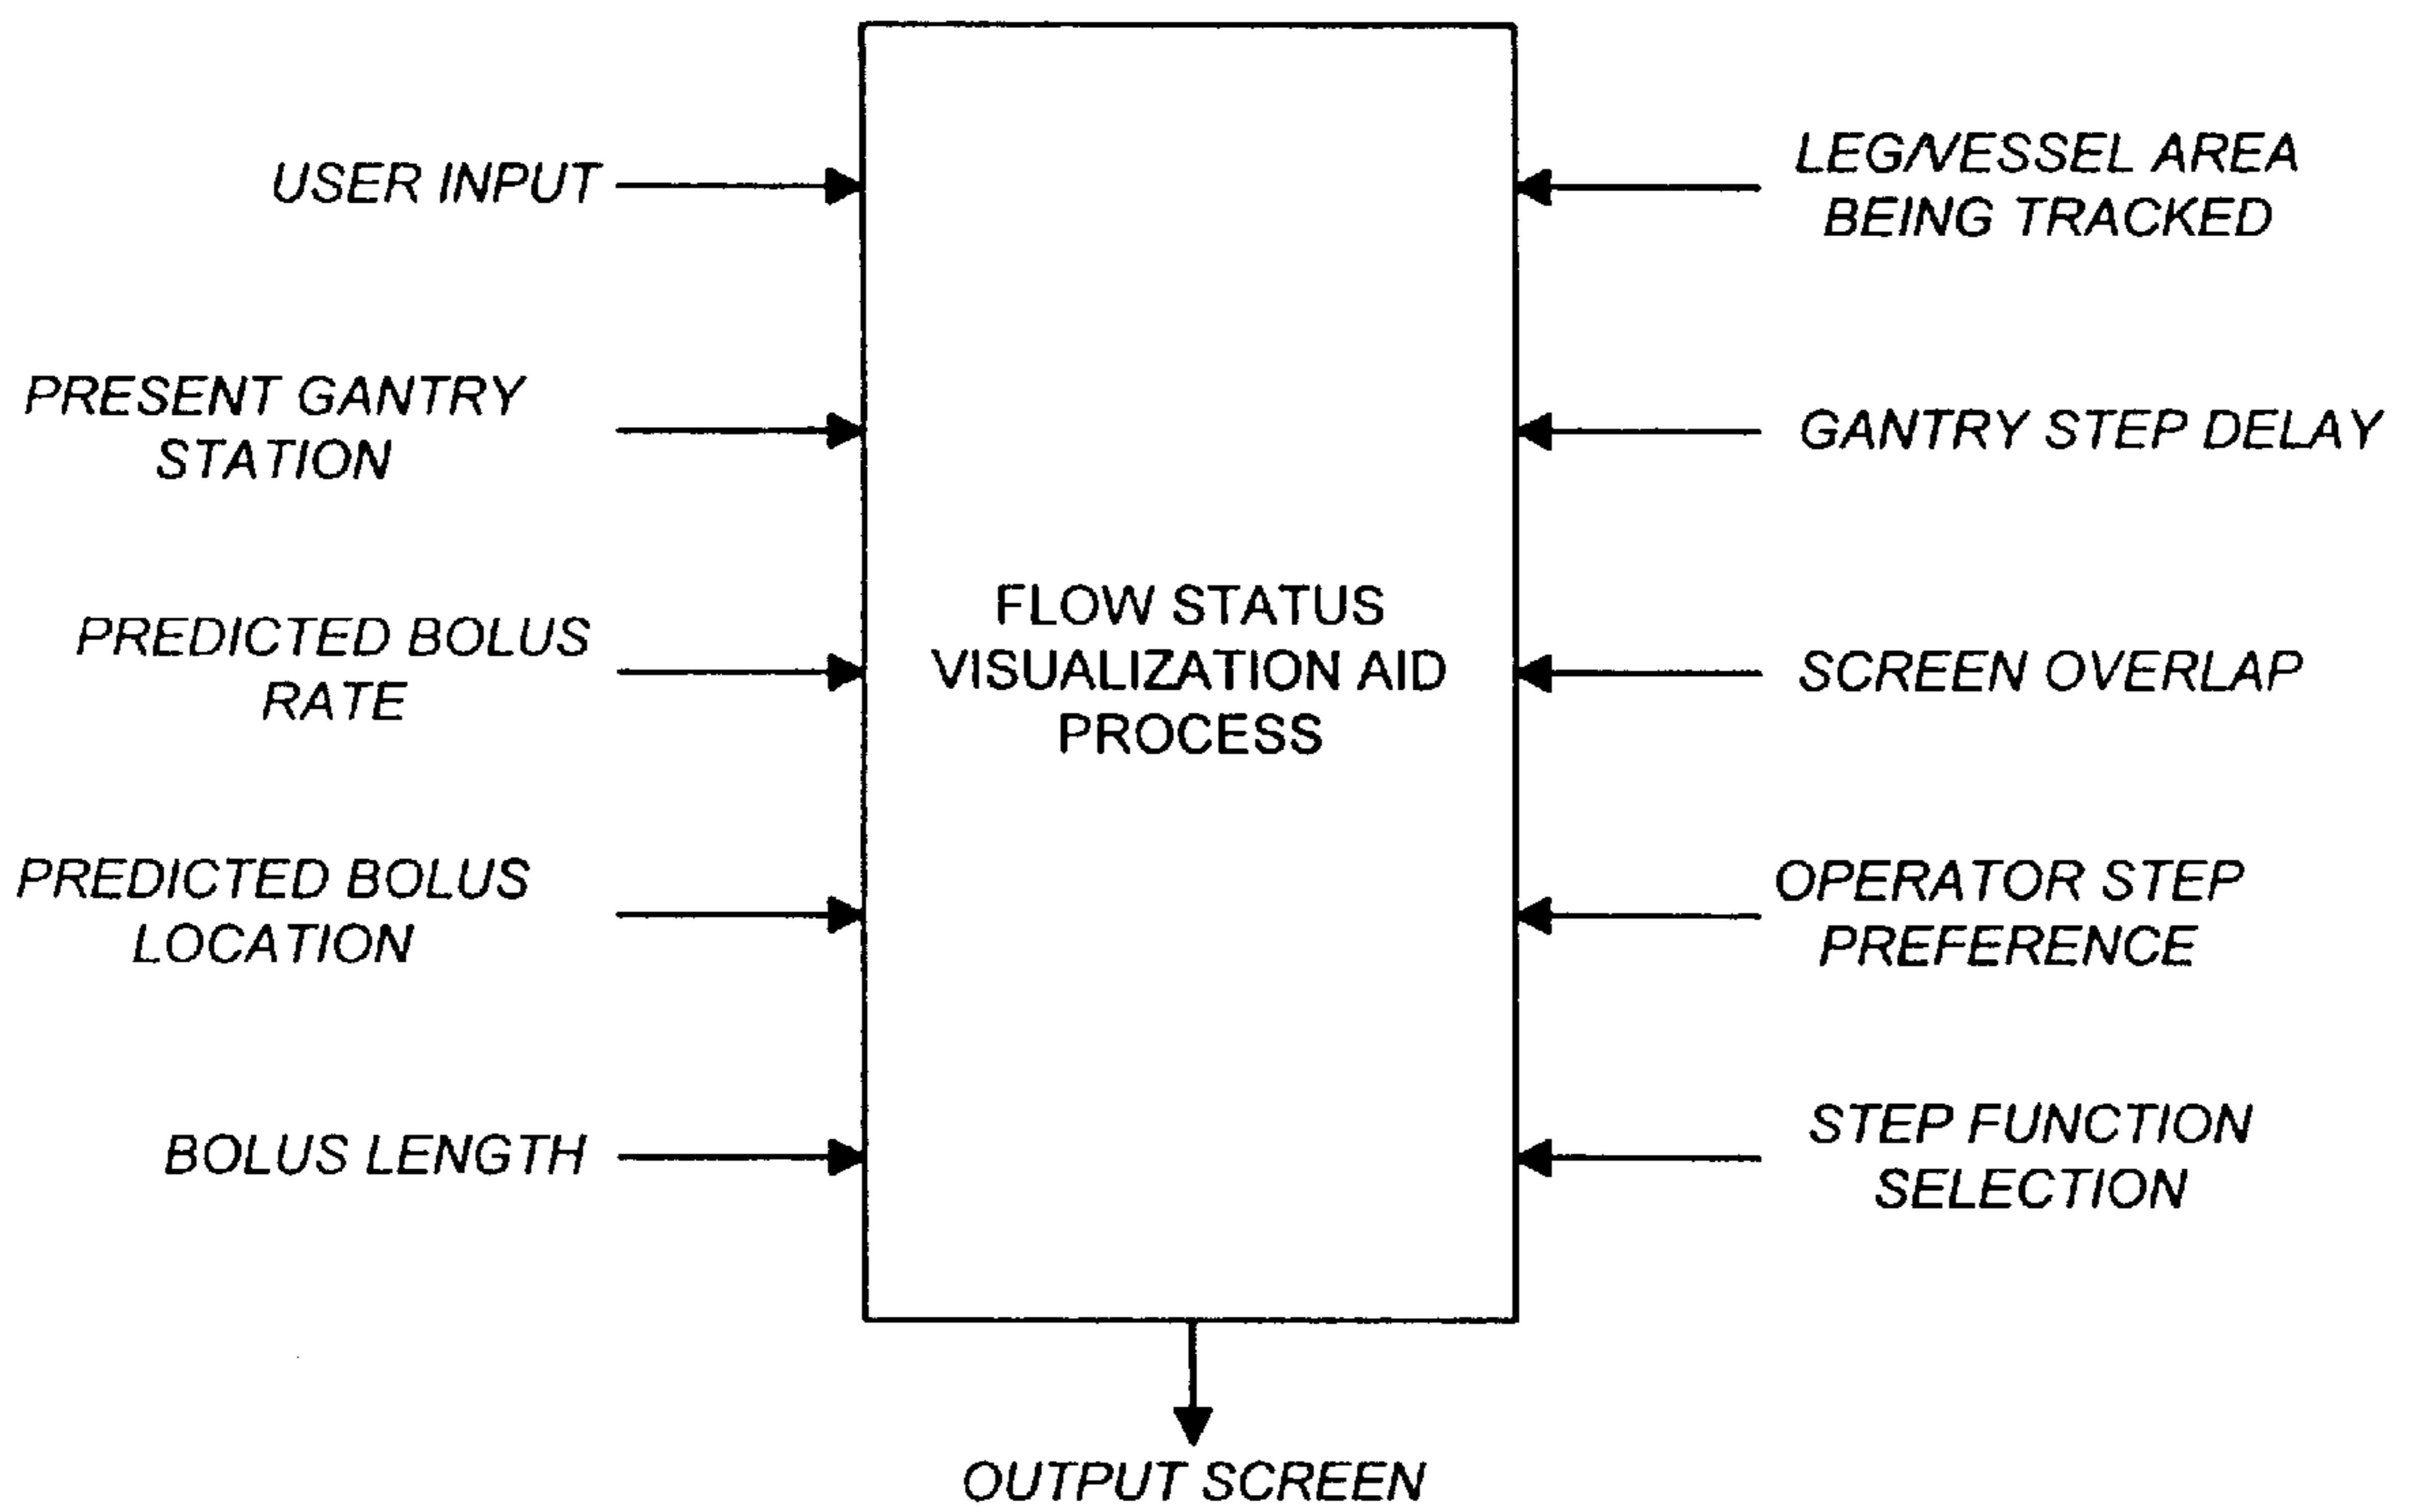 USER INPUT
PRESENT GANTRY
STATION
PREDICTED BOLUS
RATE
PREDICTED BOLUS
LOCATION
BOLUS LENGTH
FLOW STATUS
VISUALIZATION AID
PROCESS
LEG/VESSEL AREA
BEING TRACKED
GANTRY STEP DELAY
SCREEN OVERLAP
OPERATOR STEP
PREFERENCE
STEP FUNCTION
SELECTION
OUTPUT SCREEN